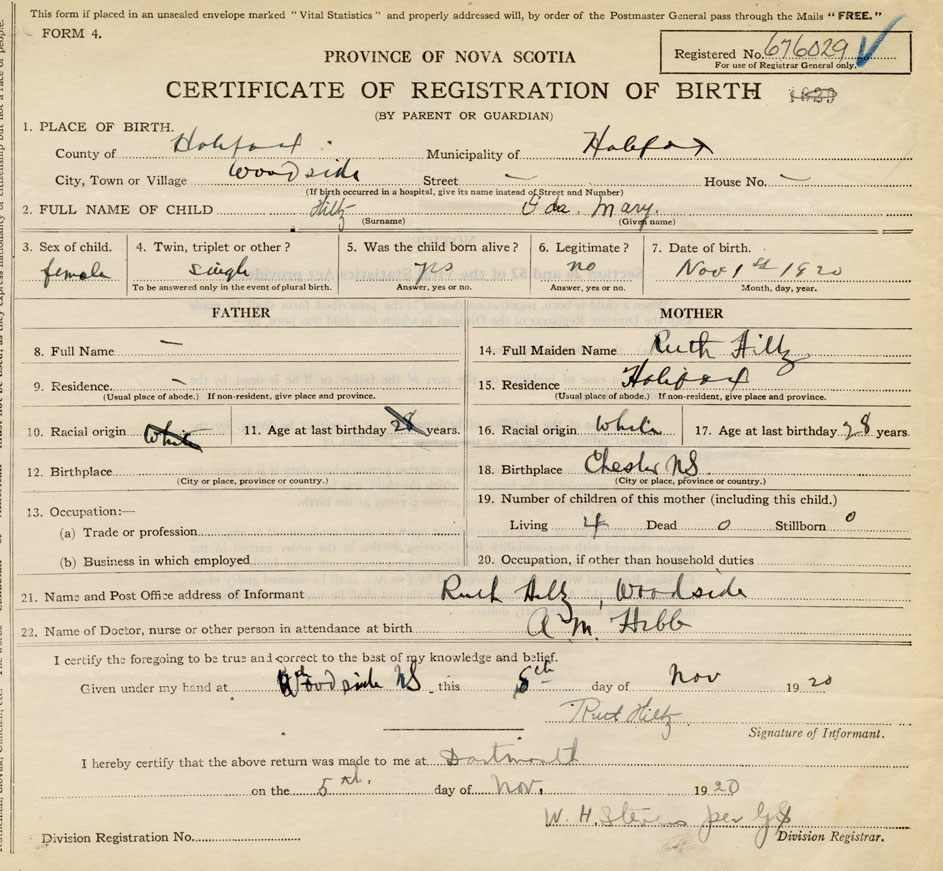 This form if placed in an unsealed envelope marked "Vital Statistics" and properly addressed will, by order of the Postmaster General pass through the Mails "FREE."
FORM 4.
Registered No. 676029
For use of Registrar General only.
PROVINCE OF NOVA SCOTIA
CERTIFICATE OF REGISTRATION OF BIRTH
(BY PARENT OR GUARDIAN)
1. PLACE OF BIRTH.
County of Halifax Municipality of Halifax
City, Town or Village Woodside Street — House No. —
(If birth occurred in a hospital, give its name instead of Street and Number)
2. FULL NAME OF CHILD Hiltz Ida Mary.
(Surname) (Given name)
3. Sex of child. 4. Twin, triplet or other? 5. Was the child born alive? 6. Legitimate? 7. Date of birth.
female single yes no Nov 1st 1920
To be answered only in the event of plural birth. Answer, yes or no. Answer, yes or no. Month, day, year.
FATHER
8. Full Name —
9. Residence. —
(Usual place of abode.) If non-resident, give place and province.
10. Racial origin White 11. Age at last birthday 28 years.
12. Birthplace
(City or place, province or country.)
13. Occupation:—
(a) Trade or profession
(b) Business in which employed
MOTHER
14. Full Maiden Name Ruth Hiltz
15. Residence Halifax
(Usual place of abode.) If non-resident, give place and province.
16. Racial origin White 17. Age at last birthday 28 years.
18. Birthplace Chester NS.
(City or place, province or country.)
19. Number of children of this mother (including this child.)
Living 4 Dead 0 Stillborn 0
20. Occupation, if other than household duties
21. Name and Post Office address of Informant Ruth Hiltz, Woodside
22. Name of Doctor, nurse or other person in attendance at birth A. M. Hebb
I certify the foregoing to be true and correct to the best of my knowledge and belief.
Given under my hand at Woodside NS this 5th day of Nov 1920
Ruth Hiltz
Signature of Informant.
I hereby certify that the above return was made to me at Dartmouth
on the 5th. day of Nov. 1920
W. H. Stevens per
Division Registration No. Division Registrar.